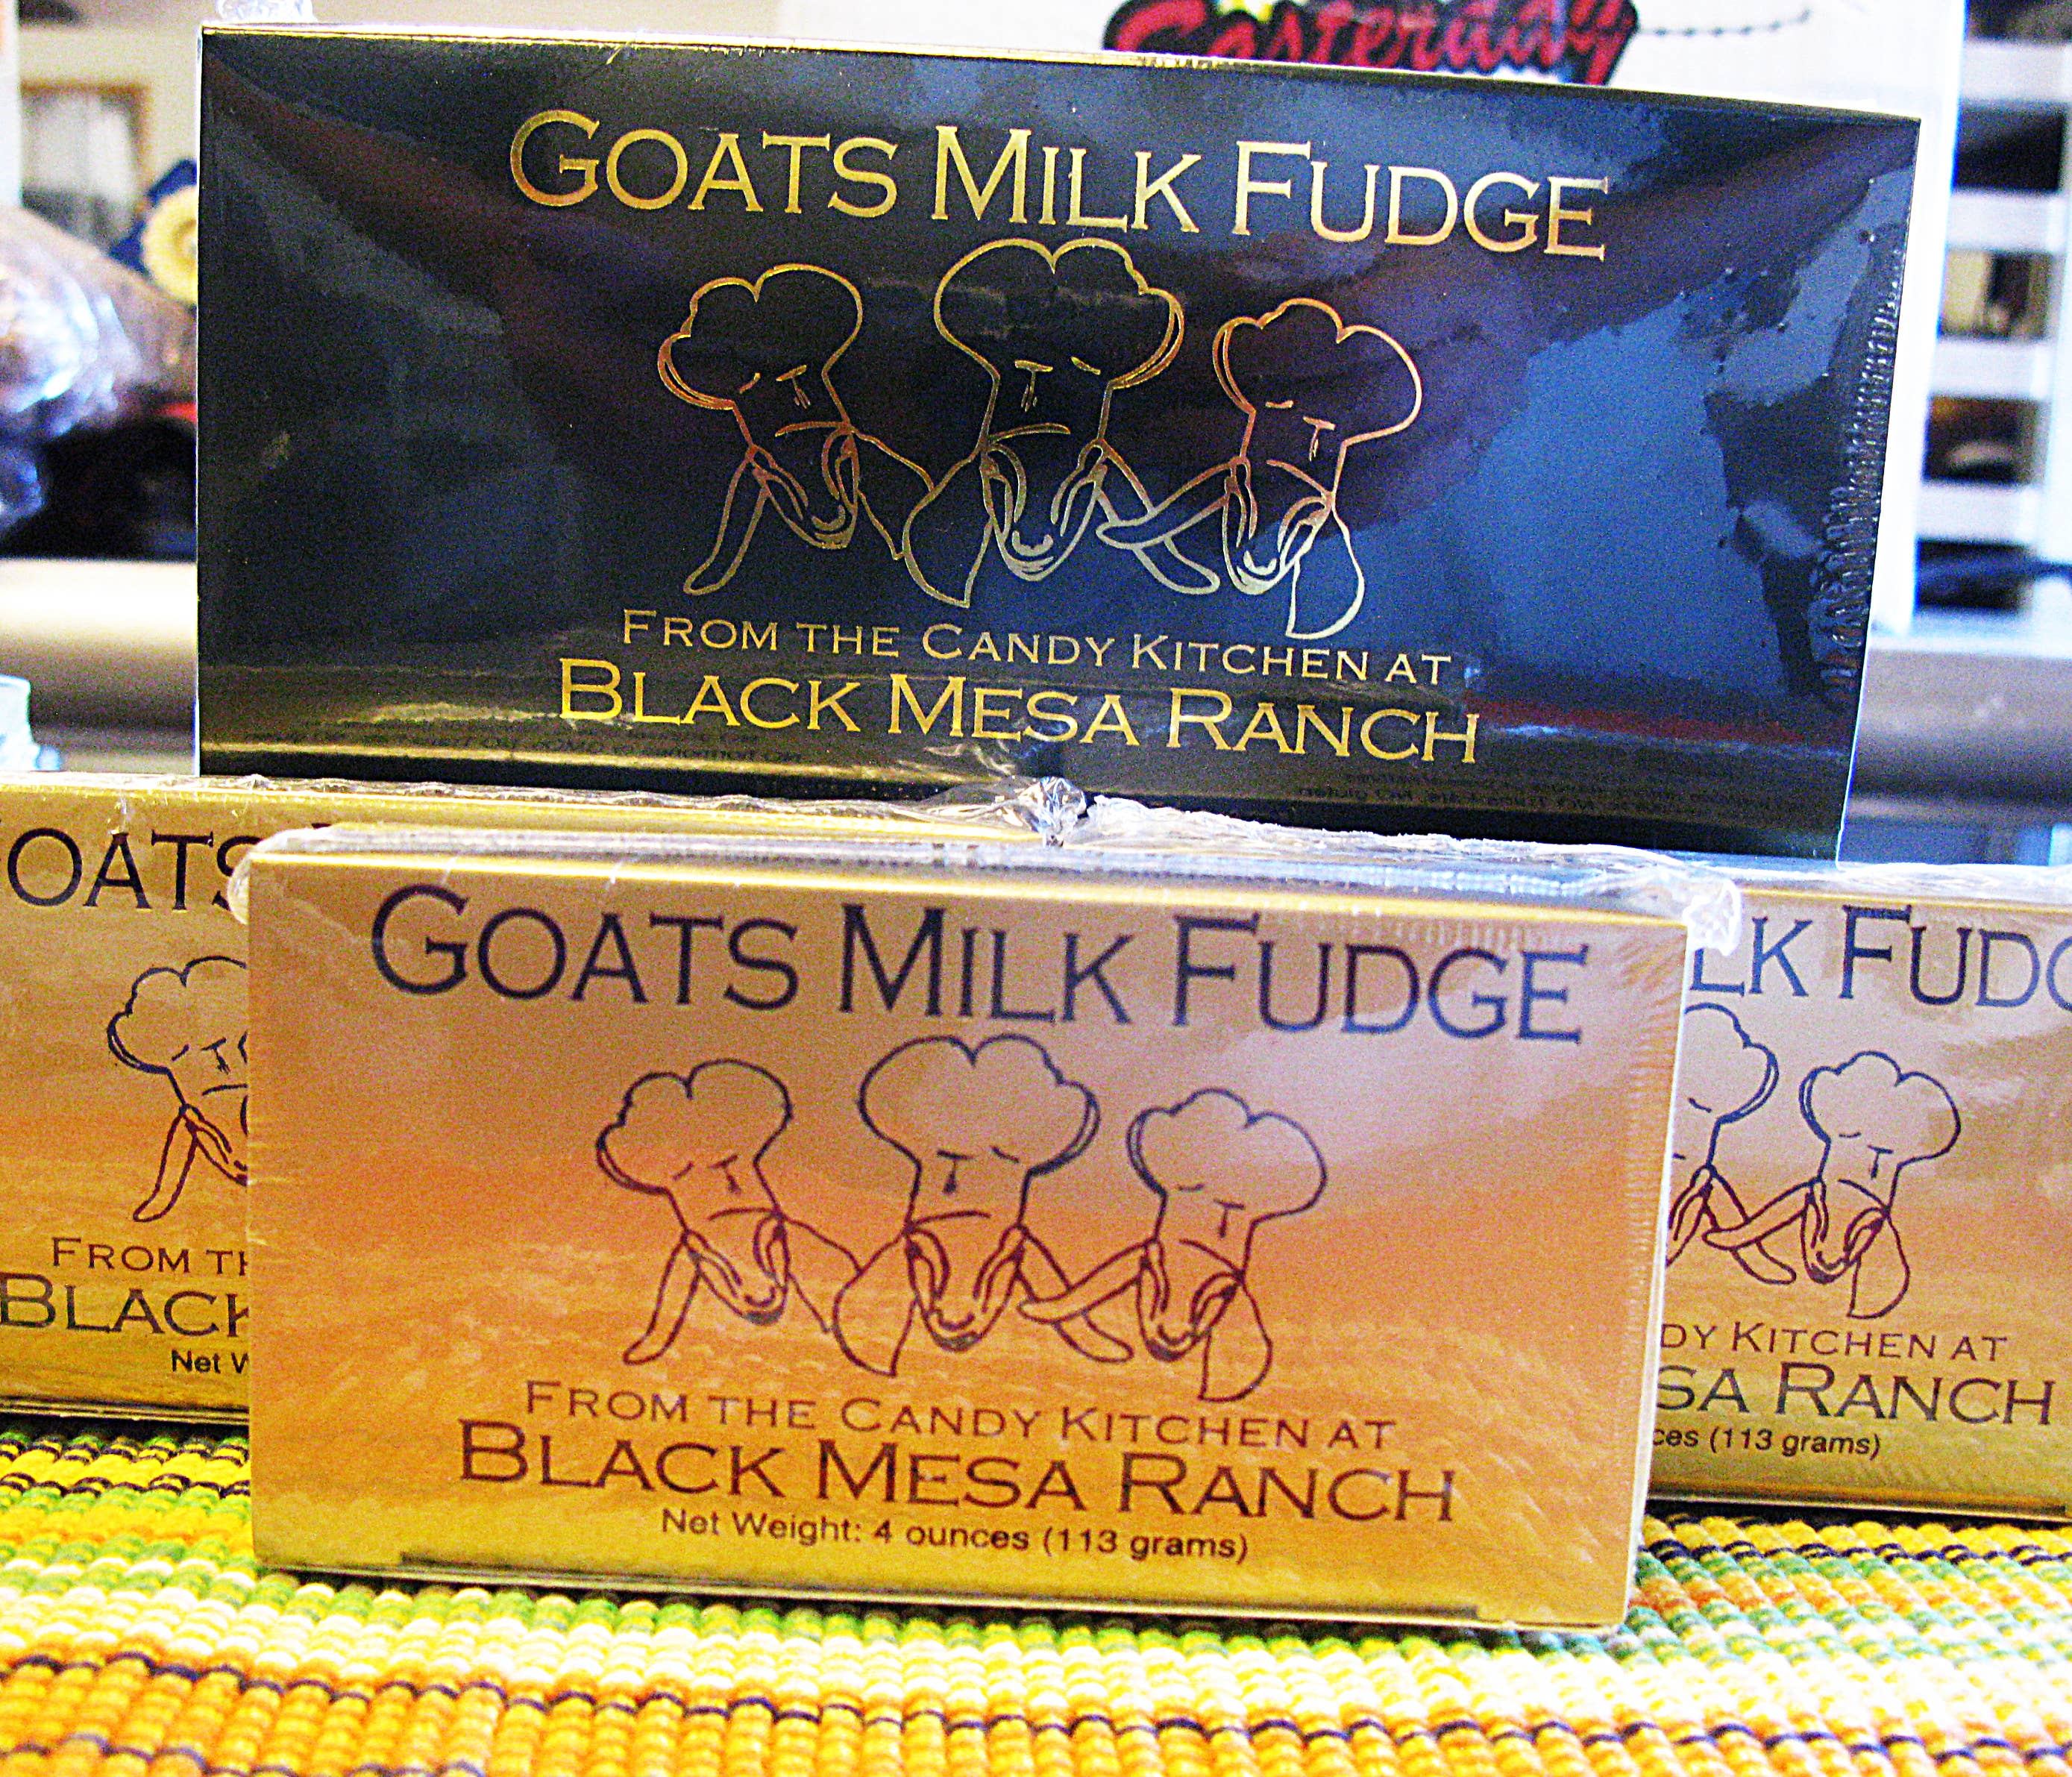 Yesterday
GOATS MILK FUDGE
FROM THE CANDY KITCHEN AT
BLACK MESA RANCH
OATS
FROM TH
BLACK
Net W
GOATS MILK FUDGE
FROM THE CANDY KITCHEN AT
BLACK MESA RANCH
Net Weight: 4 ounces (113 grams)
LK FUDG
DY KITCHEN AT
SA RANCH
ces (113 grams)